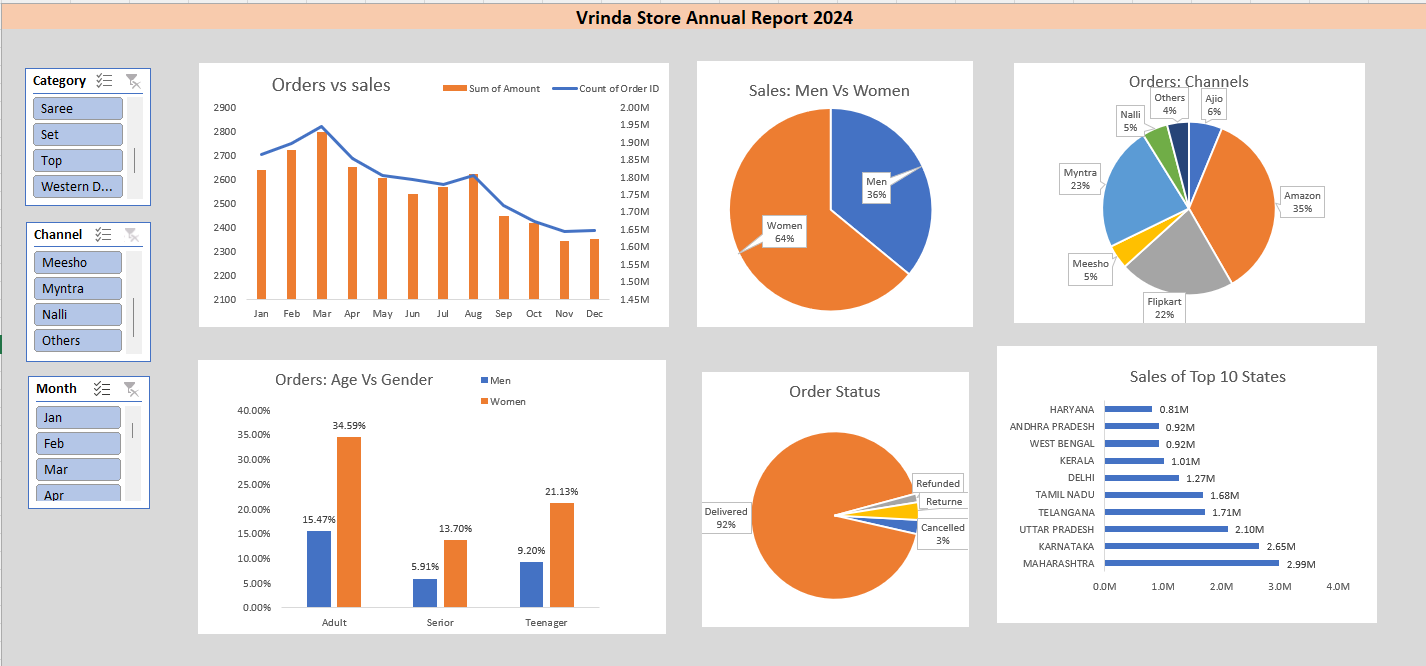 Vrinda Store Annual Report 2024
Category
Saree
Set
Top
Western D...
Channel
Meesho
Myntra
Nalli
Others
Month
Jan
Feb
Mar
Apr
Orders vs sales
Sum of Amount Count of Order ID
2900 2.00M
2800 1.95M
2700 1.90M
2600 1.85M
2500 1.80M
2400 1.75M
2300 1.70M
2200 1.65M
2100 1.60M
1.55M
1.50M
1.45M
Jan Feb Mar Apr May Jun Jul Aug Sep Oct Nov Dec
Sales: Men Vs Women
Men
36%
Women
64%
Orders: Channels
Others
4%
Ajio
6%
Nalli
5%
Myntra
23%
Amazon
35%
Meesho
5%
Flipkart
22%
Orders: Age Vs Gender
Men
Women
40.00%
35.00%
30.00%
25.00%
20.00%
15.00%
10.00%
5.00%
0.00%
15.47%
34.59%
5.91%
13.70%
9.20%
21.13%
Adult Serior Teenager
Order Status
Refunded
Returne
Delivered
92%
Cancelled
3%
Sales of Top 10 States
HARYANA 0.81M
ANDHRA PRADESH 0.92M
WEST BENGAL 0.92M
KERALA 1.01M
DELHI 1.27M
TAMIL NADU 1.68M
TELANGANA 1.71M
UTTAR PRADESH 2.10M
KARNATAKA 2.65M
MAHARASHTRA 2.99M
0.0M 1.0M 2.0M 3.0M 4.0M